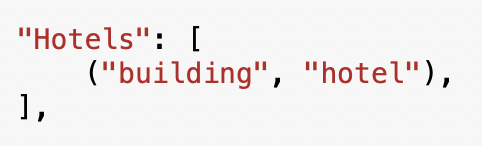 "Hotels": [
    ("building", "hotel"),
],